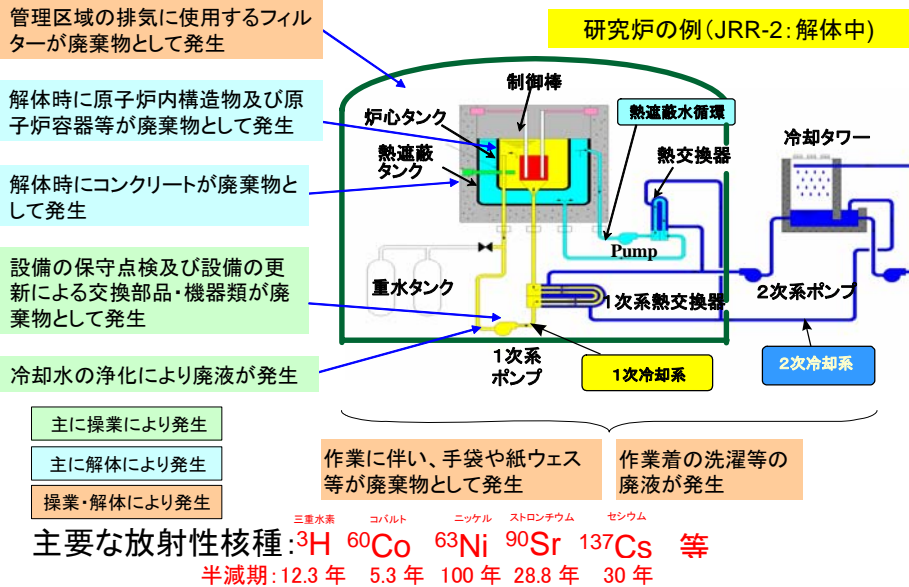 管理区域の排気に使用するフィル
ターが廃棄物として発生
研究炉の例(JRR-2:解体中)
解体時に原子炉内構造物及び原
子炉容器等が廃棄物として発生
解体時にコンクリートが廃棄物と
して発生
設備の保守点検及び設備の更
新による交換部品・機器類が廃
棄物として発生
冷却水の浄化により廃液が発生
制御棒
炉心タンク
熱遮蔽
タンク
熱遮蔽水循環
熱交換器
冷却タワー
Pump
重水タンク
1次系熱交換器
2次系ポンプ
1次系
ポンプ
1次冷却系
2次冷却系
主に操業により発生
主に解体により発生
操業・解体により発生
作業に伴い、手袋や紙ウェス
等が廃棄物として発生
作業着の洗濯等の
廃液が発生
三重水素 コバルト ニッケル ストロンチウム セシウム
主要な放射性核種:³H ⁶⁰Co ⁶³Ni ⁹⁰Sr ¹³⁷Cs 等
半減期:12.3 年 5.3 年 100 年 28.8 年 30 年